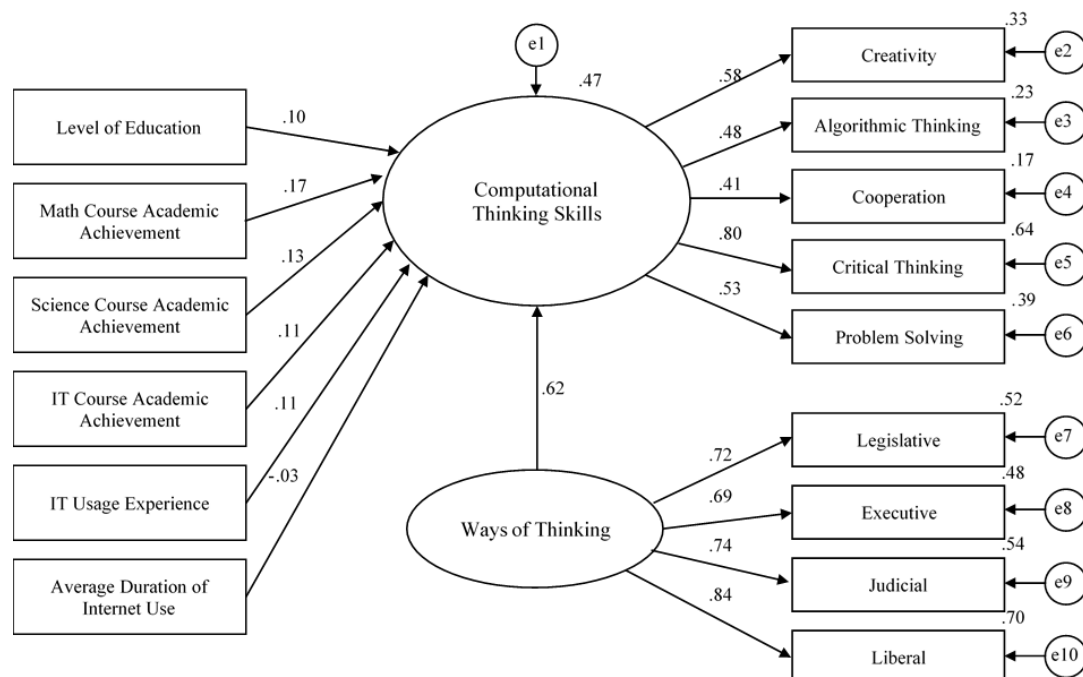 .33
e1
Creativity
e2
.47
.58
.23
Level of Education
.10
Algorithmic Thinking
e3
.48
.17
Computational
Thinking Skills
Math Course Academic
Achievement
.17
.41
Cooperation
e4
.64
.13
.80
Critical Thinking
e5
Science Course Academic
Achievement
.53
.39
.11
Problem Solving
e6
IT Course Academic
Achievement
.11
.62
.52
Legislative
e7
.72
.48
-.03
IT Usage Experience
.69
Ways of Thinking
Executive
e8
.74
.54
Average Duration of
Internet Use
Judicial
e9
.84
.70
Liberal
e10